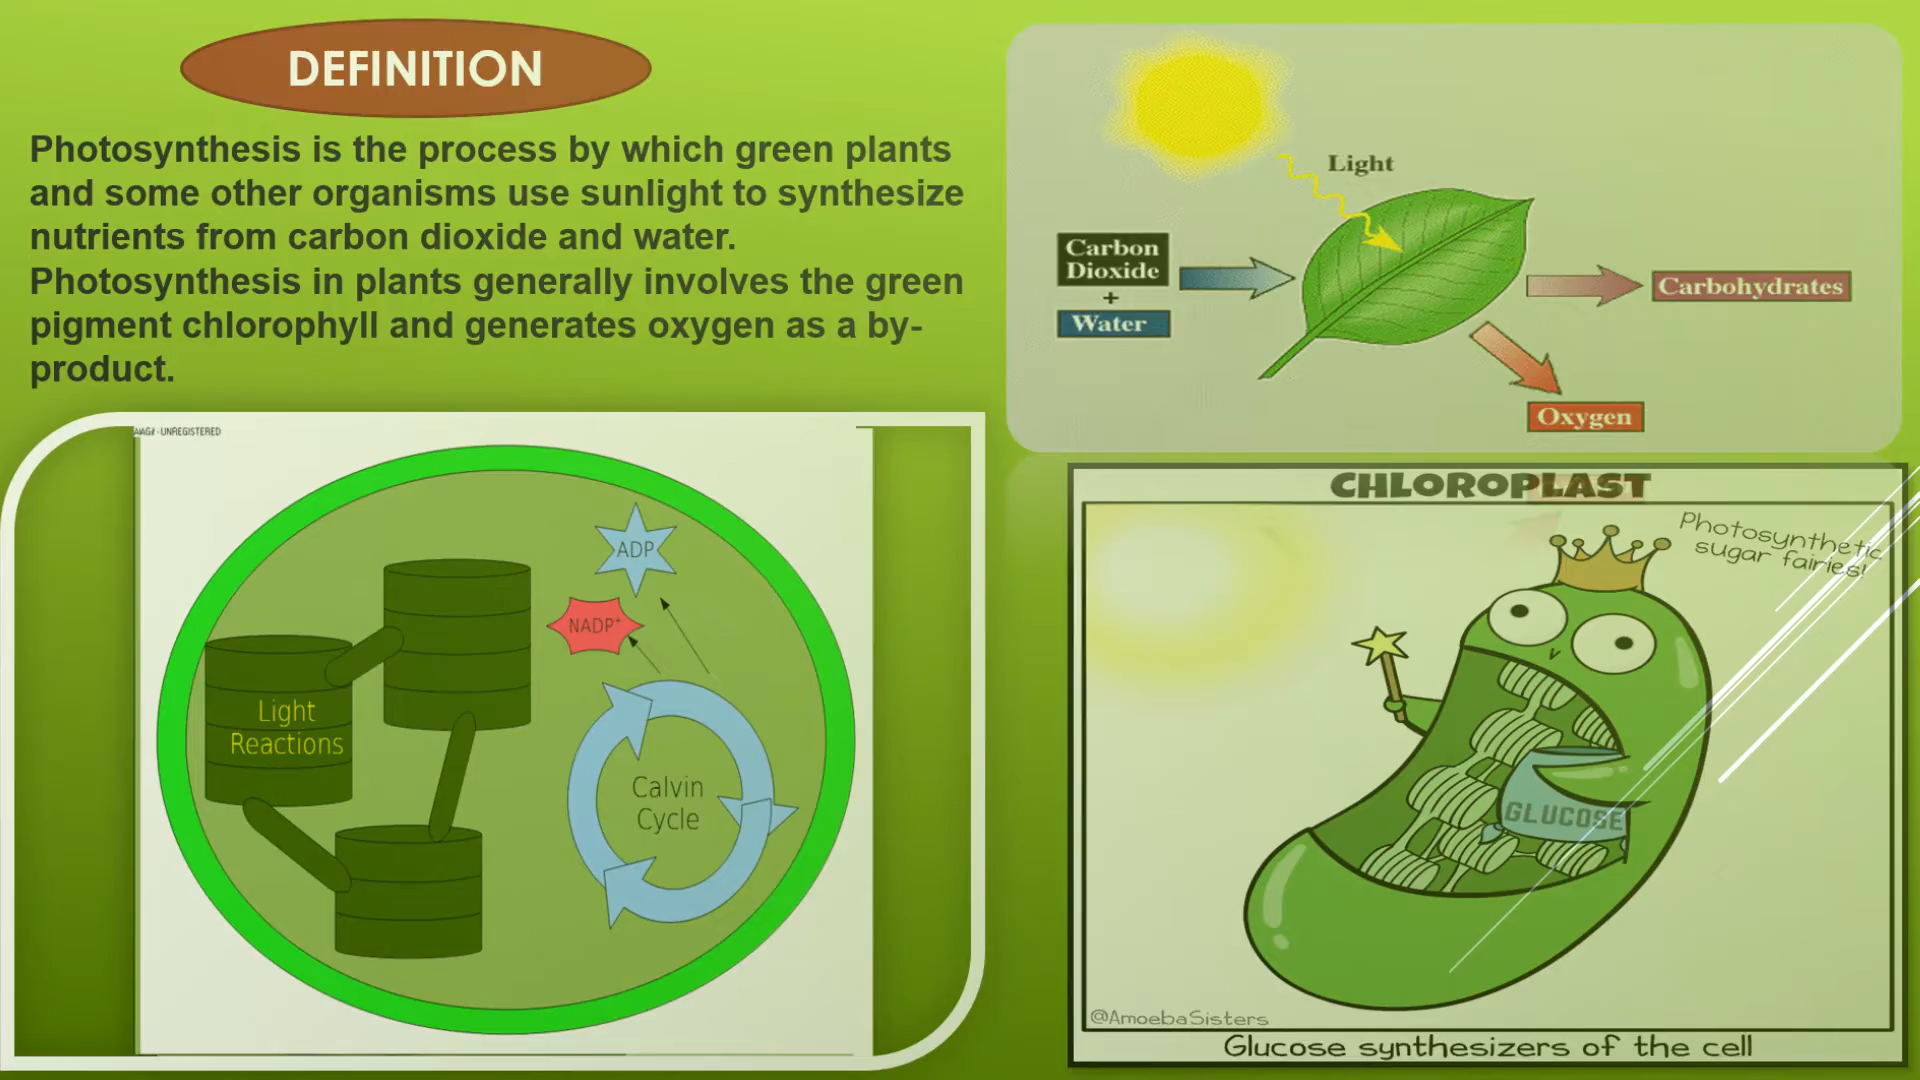 DEFINITION
Photosynthesis is the process by which green plants
and some other organisms use sunlight to synthesize
nutrients from carbon dioxide and water.
Photosynthesis in plants generally involves the green
pigment chlorophyll and generates oxygen as a by-
product.
Light
Carbon
Dioxide
+
Water
Carbohydrates
Oxygen
- UNREGISTERED
ADP
NADP⁺
Light
Reactions
Calvin
Cycle
CHLOROPLAST
Photosynthetic
sugar fairies!
GLUCOSE
@AmoebaSisters
Glucose synthesizers of the cell